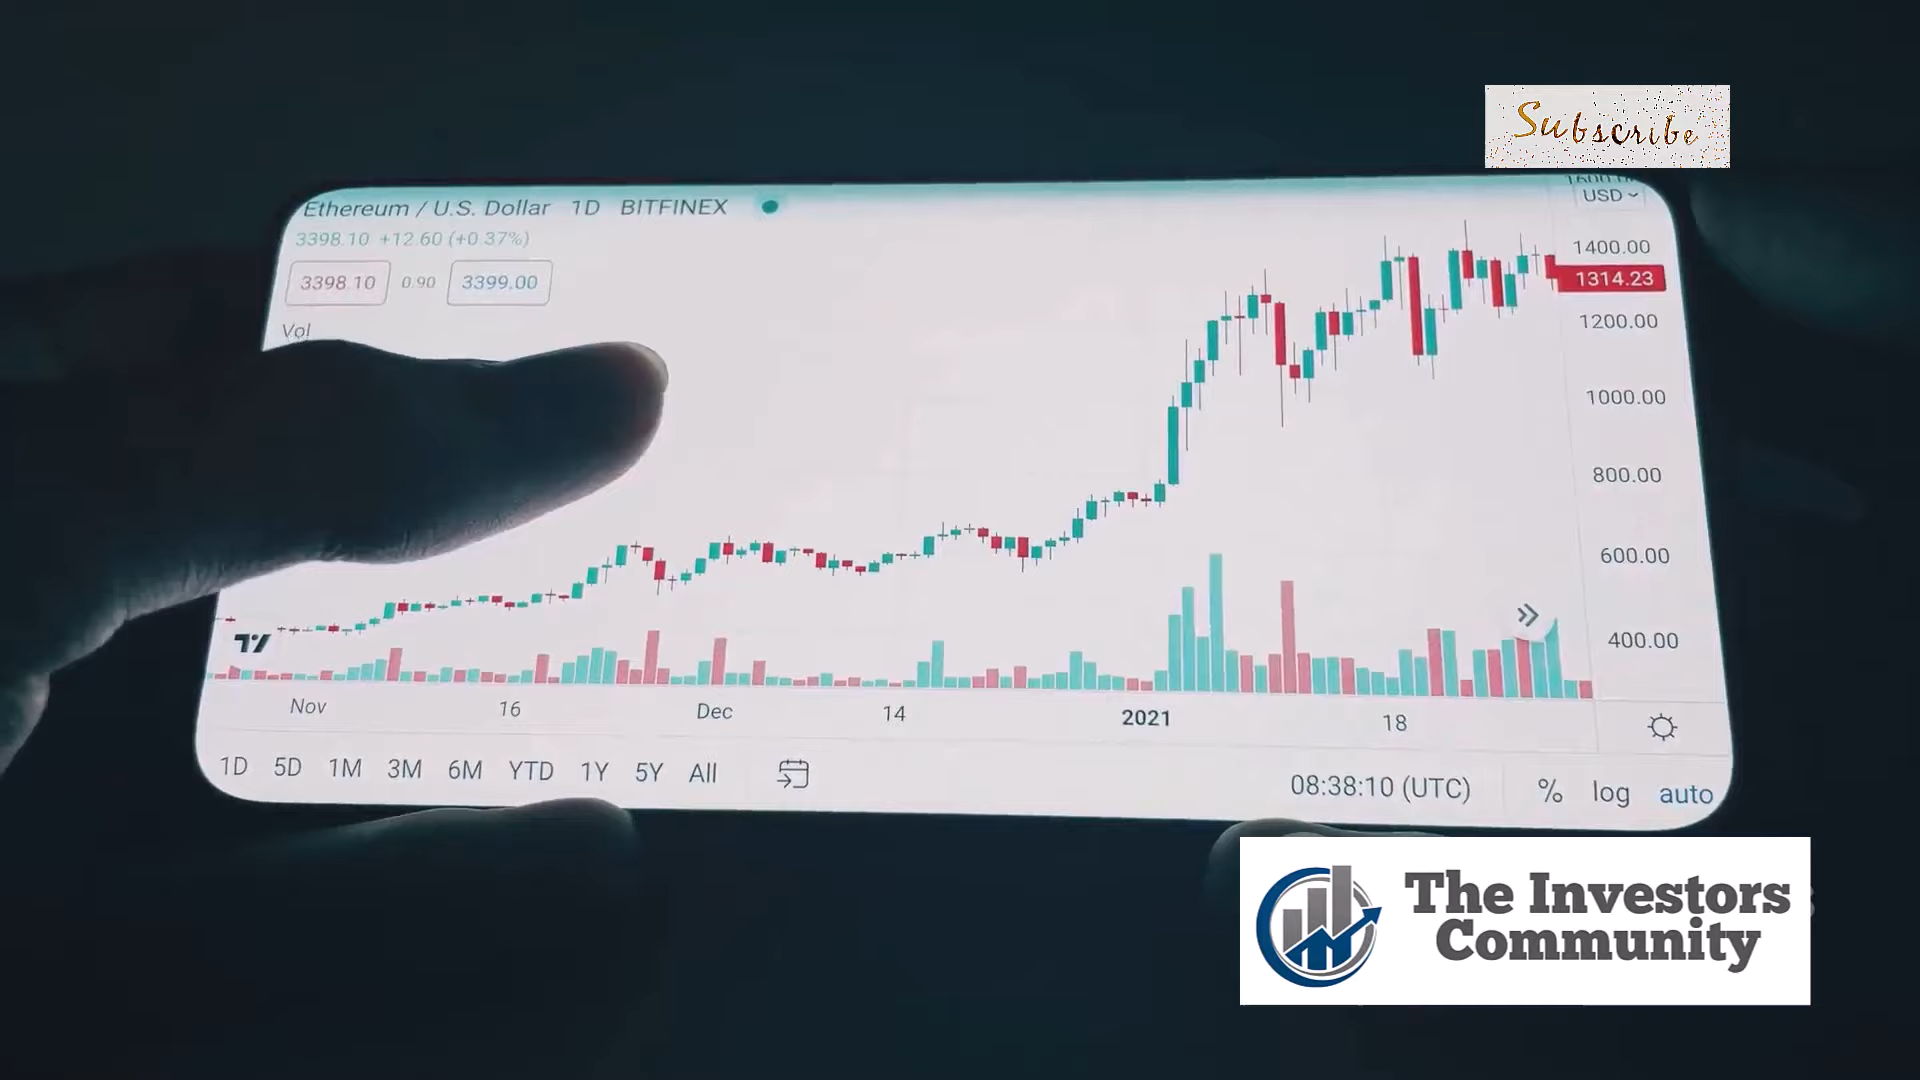 Subscribe
Ethereum / U.S. Dollar 1D BITFINEX
USD
3398.10 +12.60 (+0.37%)
3398.10 0.90 3399.00
Vol
1400.00
1314.23
1200.00
1000.00
800.00
600.00
400.00
Nov 16 Dec 14 2021 18
1D 5D 1M 3M 6M YTD 1Y 5Y All
08:38:10 (UTC) % log auto
The Investors
Community